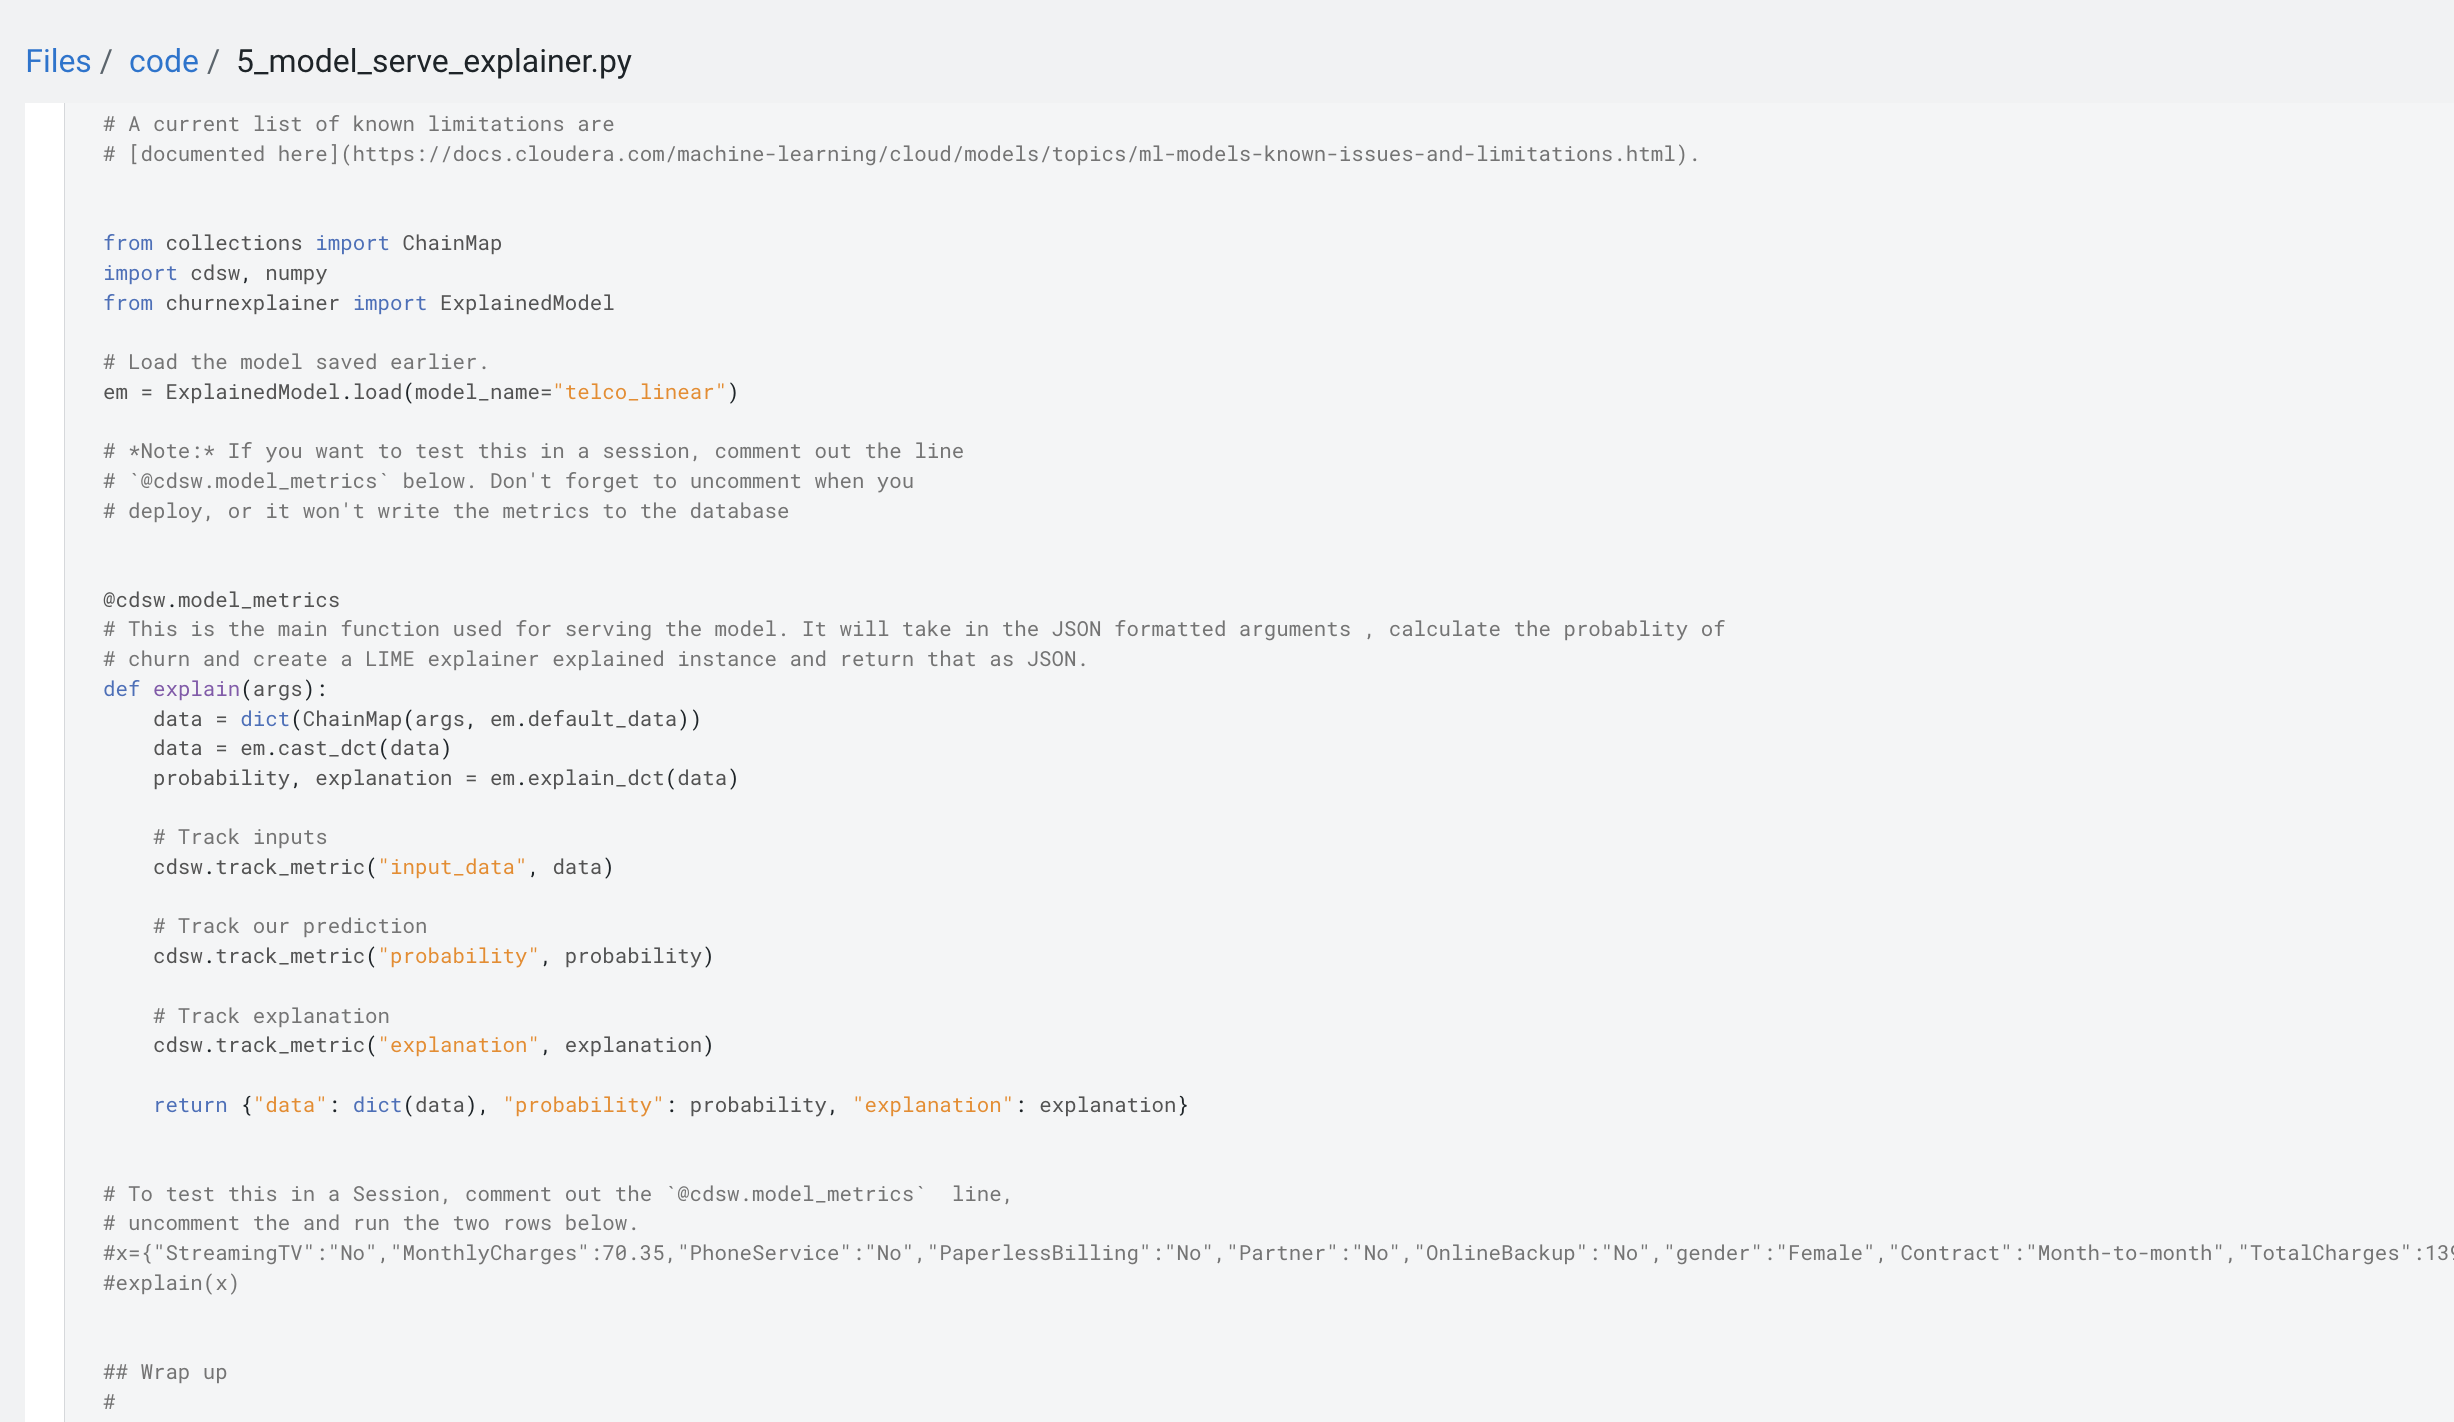 Files / code / 5_model_serve_explainer.py
# A current list of known limitations are
# [documented here](https://docs.cloudera.com/machine-learning/cloud/models/topics/ml-models-known-issues-and-limitations.html).
from collections import ChainMap
import cdsw, numpy
from churnexplainer import ExplainedModel
# Load the model saved earlier.
em = ExplainedModel.load(model_name="telco_linear")
# *Note:* If you want to test this in a session, comment out the line
# `@cdsw.model_metrics` below. Don't forget to uncomment when you
# deploy, or it won't write the metrics to the database
@cdsw.model_metrics
# This is the main function used for serving the model. It will take in the JSON formatted arguments , calculate the probablity of
# churn and create a LIME explainer explained instance and return that as JSON.
def explain(args):
    data = dict(ChainMap(args, em.default_data))
    data = em.cast_dct(data)
    probability, explanation = em.explain_dct(data)
    # Track inputs
    cdsw.track_metric("input_data", data)
    # Track our prediction
    cdsw.track_metric("probability", probability)
    # Track explanation
    cdsw.track_metric("explanation", explanation)
    return {"data": dict(data), "probability": probability, "explanation": explanation}
# To test this in a Session, comment out the `@cdsw.model_metrics`  line,
# uncomment the and run the two rows below.
#x={"StreamingTV":"No","MonthlyCharges":70.35,"PhoneService":"No","PaperlessBilling":"No","Partner":"No","OnlineBackup":"No","gender":"Female","Contract":"Month-to-month","TotalCharges":139
#explain(x)
## Wrap up
#